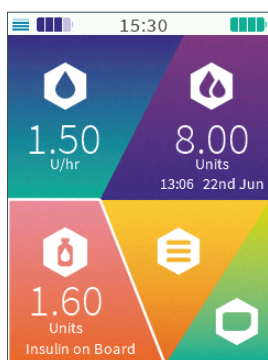 15:30
1.50
U/hr
8.00
Units
13:06 22nd Jun
1.60
Units
Insulin on Board